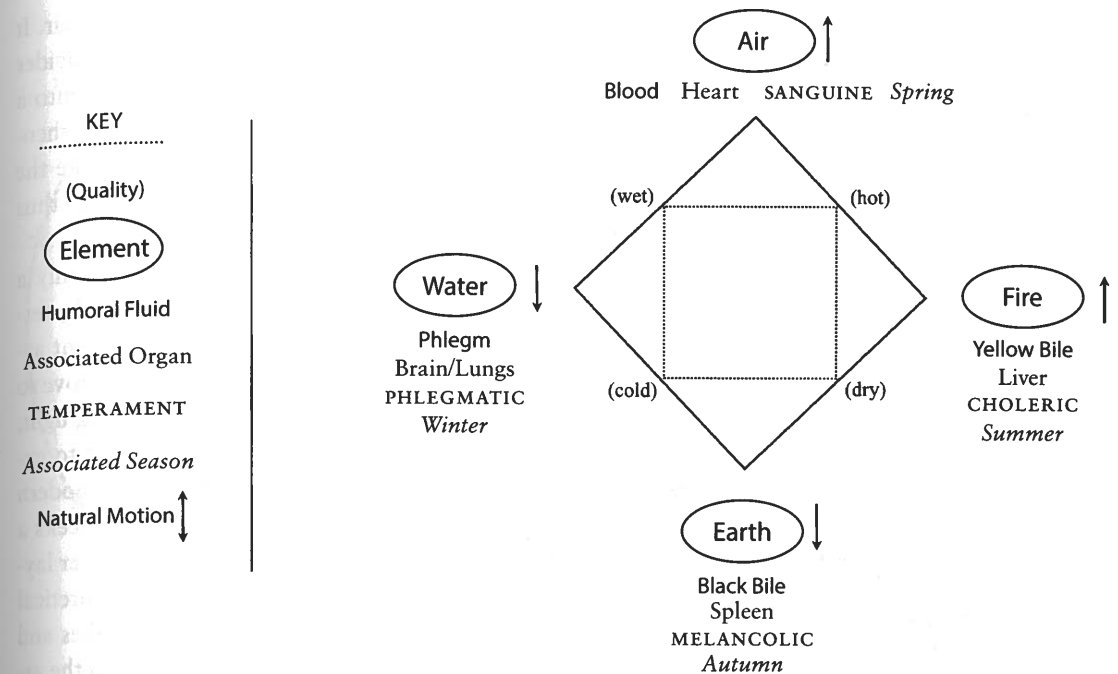 KEY
(Quality)
Element
Humoral Fluid
Associated Organ
TEMPERAMENT
Associated Season
Natural Motion
Air
Blood Heart SANGUINE Spring
(wet)
(hot)
Water
Phlegm
Brain/Lungs
PHLEGMATIC
Winter
Fire
Yellow Bile
Liver
CHOLERIC
Summer
(cold)
(dry)
Earth
Black Bile
Spleen
MELANCOLIC
Autumn